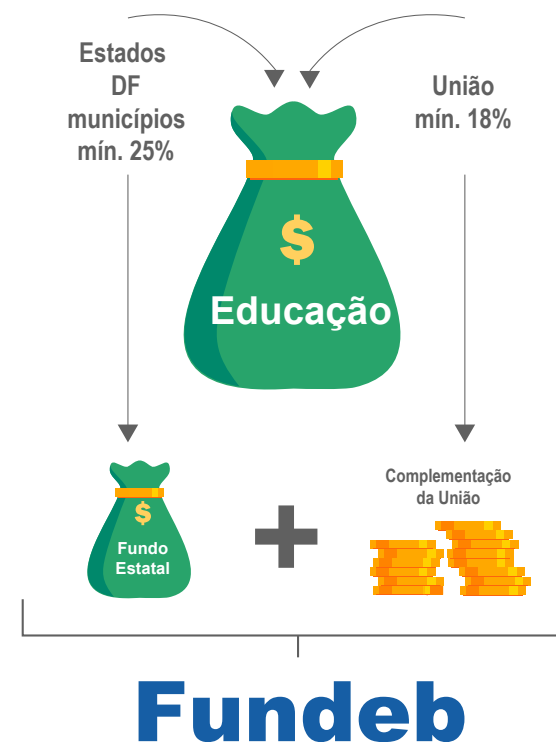 Estados
DF
municípios
mín. 25%
União
mín. 18%
$
Educação
Complementação
da União
$
Fundo
Estatal
+
Fundeb